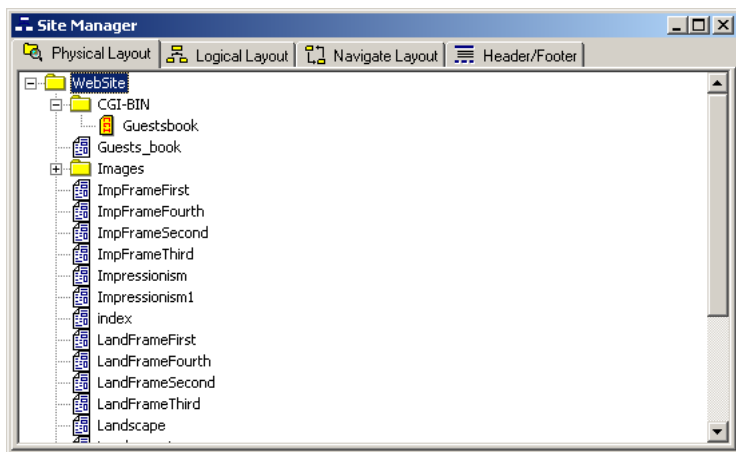 Site Manager
Physical Layout Logical Layout Navigate Layout Header/Footer
WebSite
CGI-BIN
Guestsbook
Guests_book
Images
ImpFrameFirst
ImpFrameFourth
ImpFrameSecond
ImpFrameThird
Impressionism
Impressionism1
index
LandFrameFirst
LandFrameFourth
LandFrameSecond
LandFrameThird
Landscape